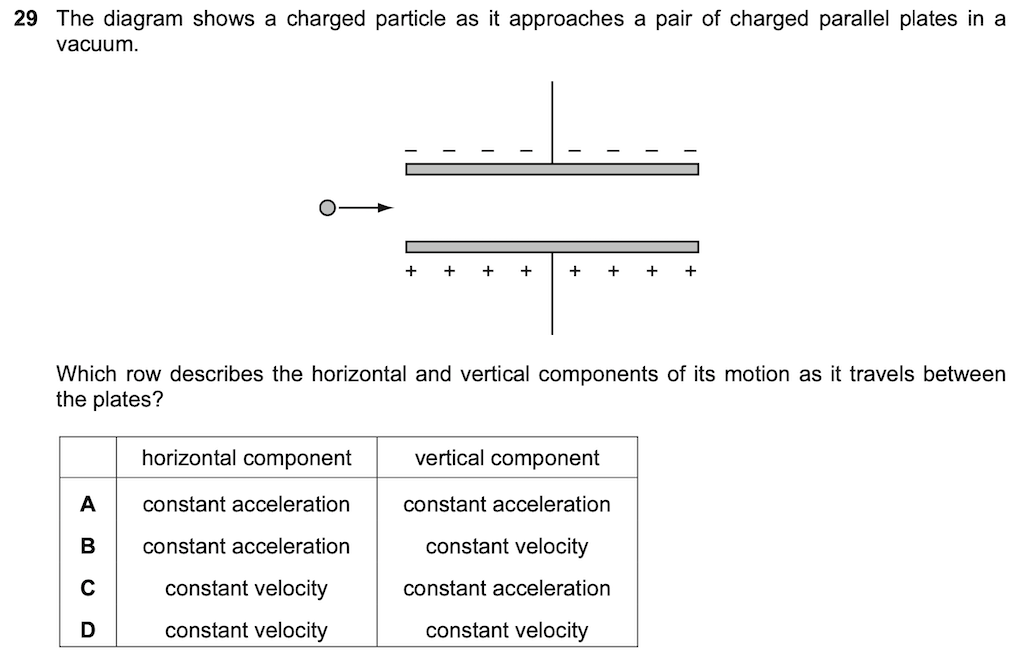 29 The diagram shows a charged particle as it approaches a pair of charged parallel plates in a
vacuum.
– – – – – – – –
+ + + + + + + +
Which row describes the horizontal and vertical components of its motion as it travels between
the plates?
horizontal component vertical component
A constant acceleration constant acceleration
B constant acceleration constant velocity
C constant velocity constant acceleration
D constant velocity constant velocity